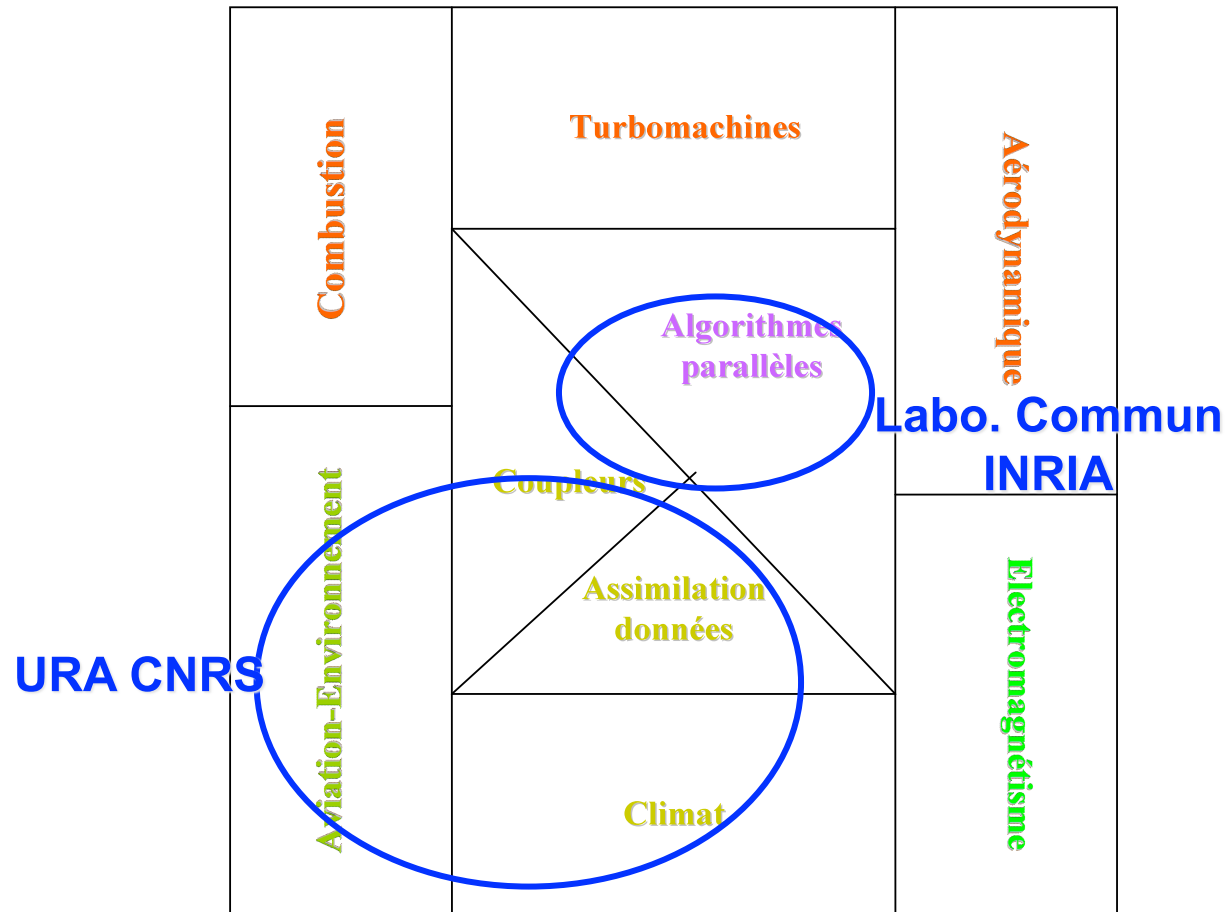 Turbomachines
Combustion
Aérodynamique
Algorithmes
parallèles
Labo. Commun
INRIA
Coupleurs
Aviation-Environnement
Assimilation
données
Electromagnétisme
URA CNRS
Climat